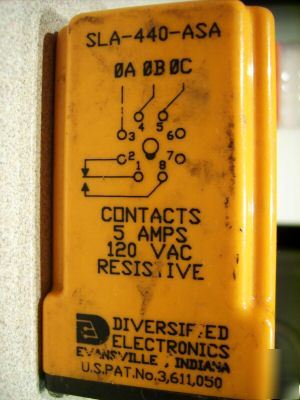 SLA-440-ASA
ØA ØB ØC
4 5
3 6
2 7
1 8
CONTACTS
5 AMPS
120 VAC
RESISTIVE
D
DIVERSIFIED
ELECTRONICS
EVANSVILLE, INDIANA
U.S.PAT.No.3,611,050